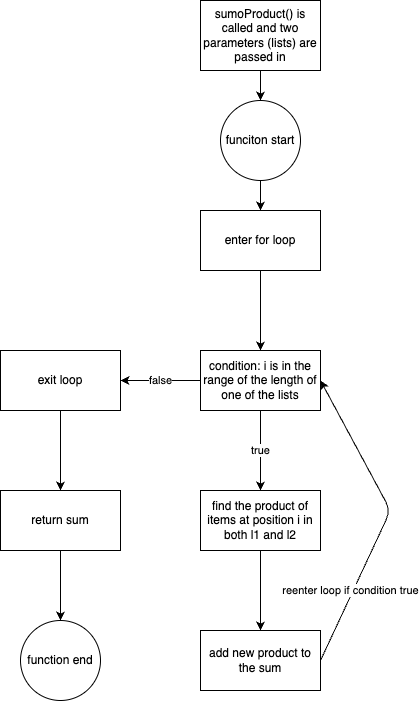 sumoProduct() is
called and two
parameters (lists) are
passed in
funciton start
enter for loop
condition: i is in the
range of the length of
one of the lists
false
exit loop
true
return sum
find the product of
items at position i in
both l1 and l2
reenter loop if condition true
function end
add new product to
the sum